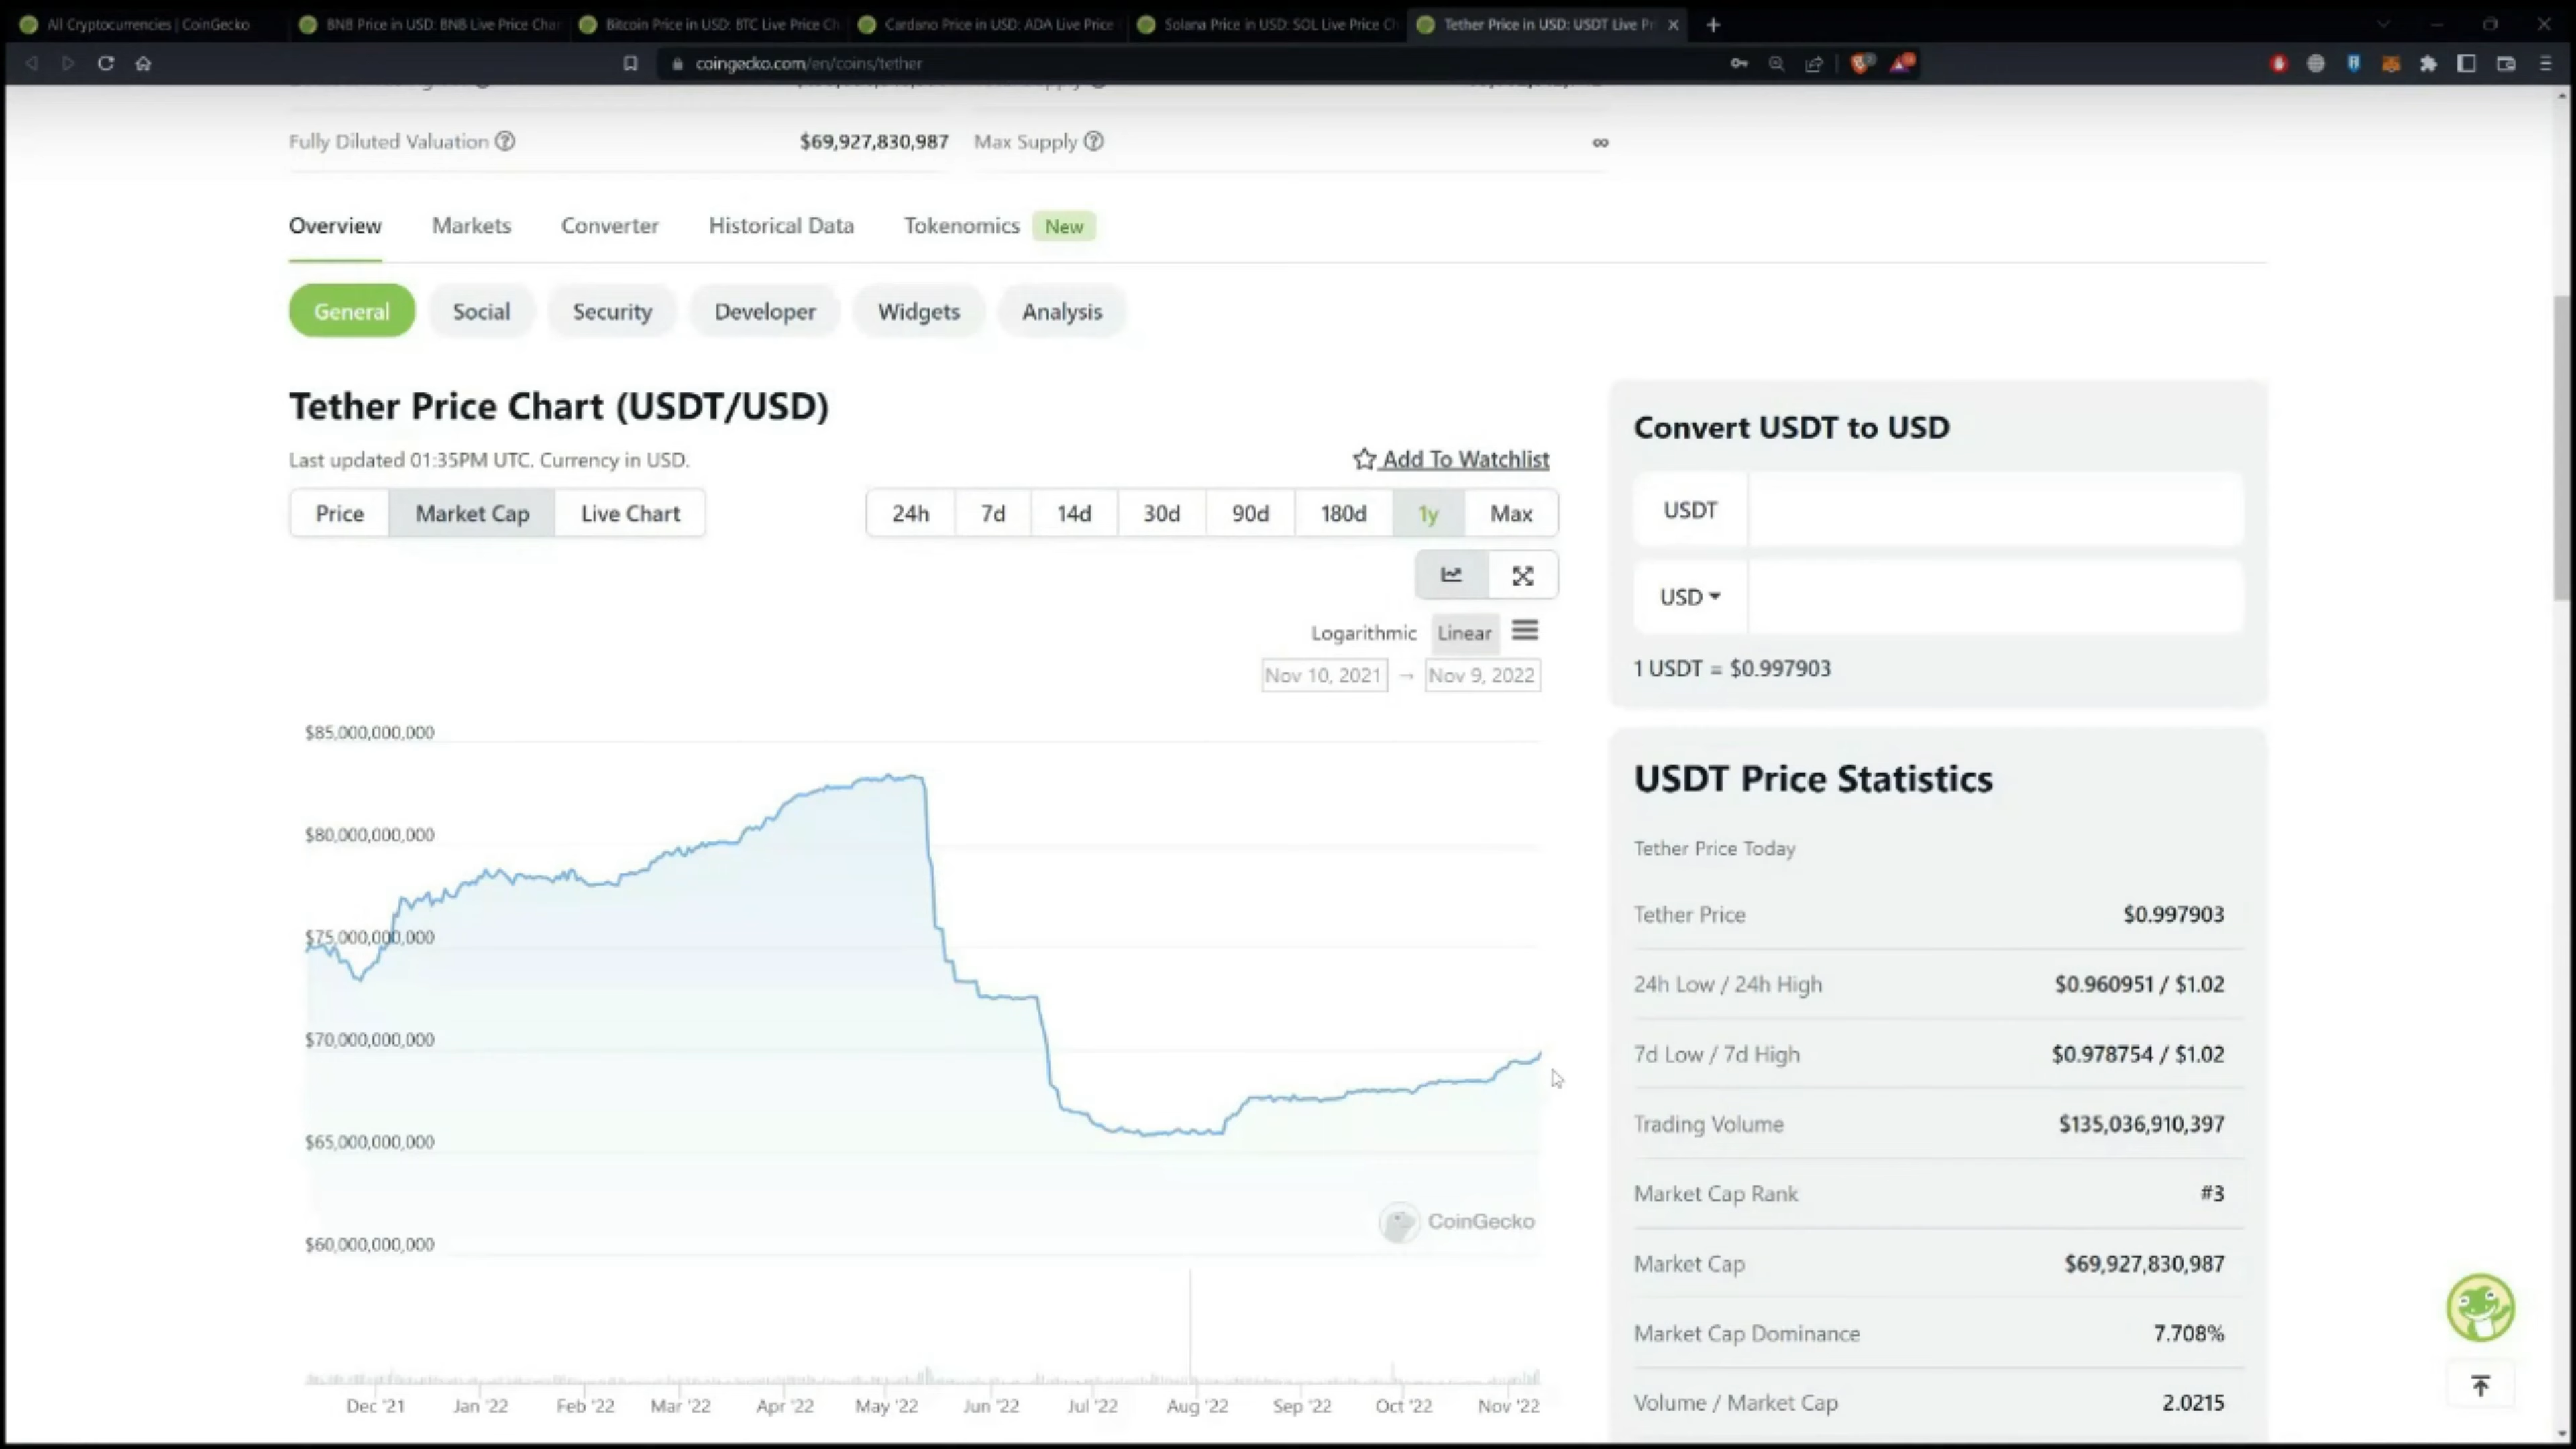 All Cryptocurrencies | CoinGecko
BNB Price in USD: BNB Live Price Char
Bitcoin Price in USD: BTC Live Price Ch
Cardano Price in USD: ADA Live Price
Solana Price in USD: SOL Live Price Ch
Tether Price in USD: USDT Live Pri
coingecko.com/en/coins/tether
Fully Diluted Valuation $69,927,830,987 Max Supply ∞
Overview Markets Converter Historical Data Tokenomics New
General Social Security Developer Widgets Analysis
Tether Price Chart (USDT/USD)
Last updated 01:35PM UTC. Currency in USD.
Add To Watchlist
Price Market Cap Live Chart
24h 7d 14d 30d 90d 180d 1y Max
Logarithmic Linear
Nov 10, 2021 → Nov 9, 2022
$85,000,000,000
$80,000,000,000
$75,000,000,000
$70,000,000,000
$65,000,000,000
$60,000,000,000
CoinGecko
Dec '21 Jan '22 Feb '22 Mar '22 Apr '22 May '22 Jun '22 Jul '22 Aug '22 Sep '22 Oct '22 Nov '22
Convert USDT to USD
USDT
USD
1 USDT = $0.997903
USDT Price Statistics
Tether Price Today
Tether Price $0.997903
24h Low / 24h High $0.960951 / $1.02
7d Low / 7d High $0.978754 / $1.02
Trading Volume $135,036,910,397
Market Cap Rank #3
Market Cap $69,927,830,987
Market Cap Dominance 7.708%
Volume / Market Cap 2.0215